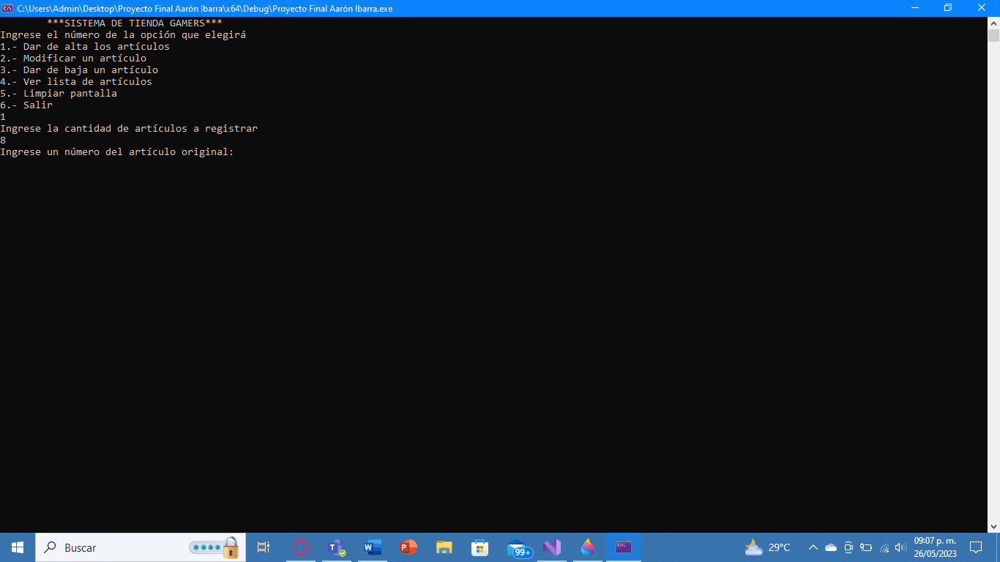 C:\Users\Admin\Desktop\Proyecto Final Aarón Ibarra\x64\Debug\Proyecto Final Aarón Ibarra.exe
***SISTEMA DE TIENDA GAMERS***
Ingrese el número de la opción que elegirá
1.- Dar de alta los artículos
2.- Modificar un artículo
3.- Dar de baja un artículo
4.- Ver lista de artículos
5.- Limpiar pantalla
6.- Salir
1
Ingrese la cantidad de artículos a registrar
8
Ingrese un número del artículo original:
Buscar
99+
29°C
09:07 p. m.
26/05/2023